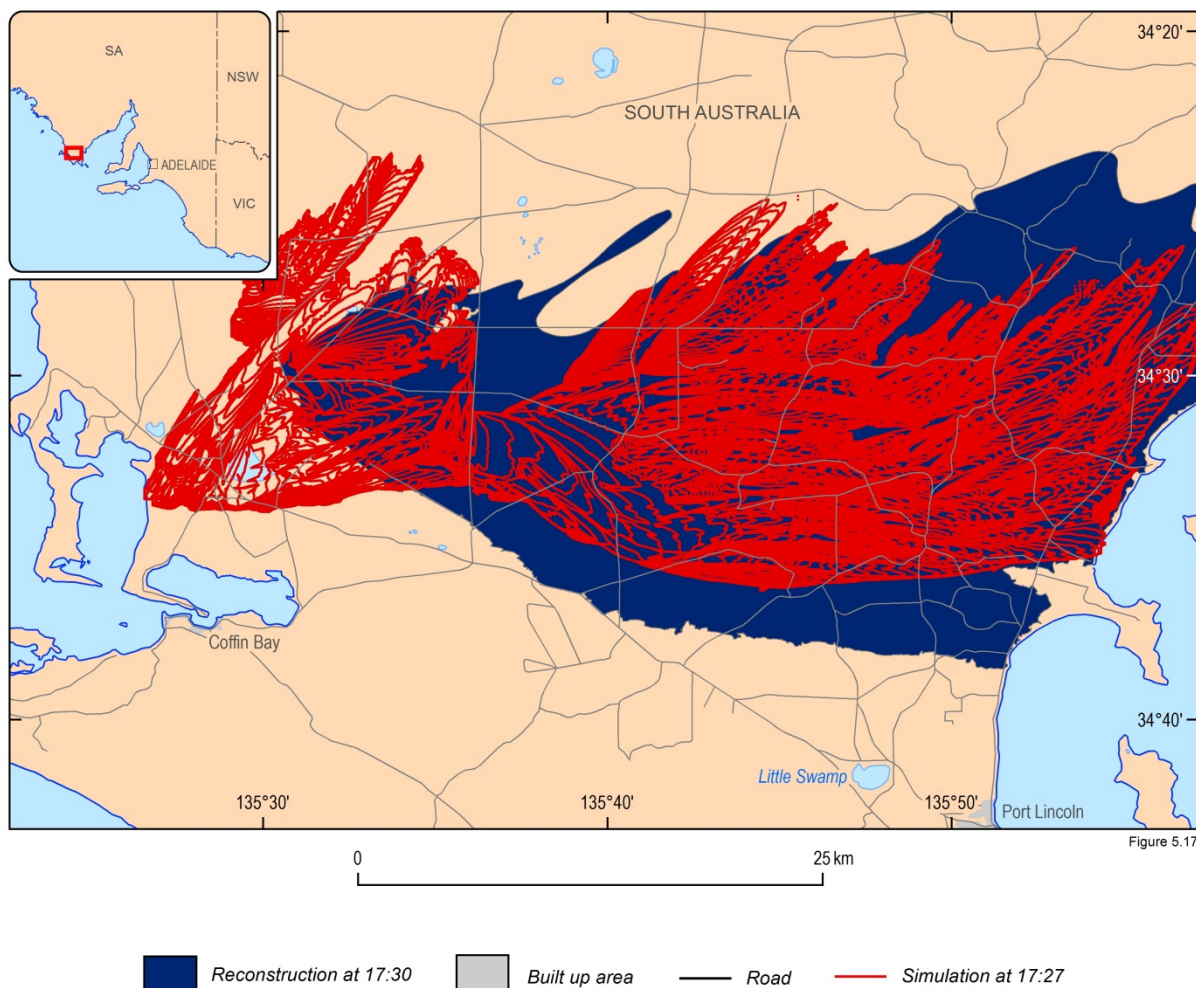 SA
NSW
ADELAIDE
VIC
34°20'
SOUTH AUSTRALIA
34°30'
Coffin Bay
34°40'
Little Swamp
135°30'
135°40'
135°50'
Port Lincoln
Figure 5.17
0
25 km
Reconstruction at 17:30
Built up area
Road
Simulation at 17:27